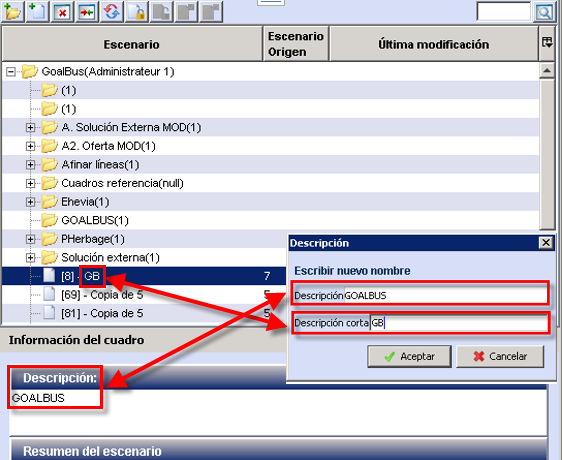 Escenario
Escenario Origen
Última modificación
GoalBus(Administrateur 1)
(1)
(1)
A. Solución Externa MOD(1)
A2. Oferta MOD(1)
Afinar líneas(1)
Cuadros referencia(null)
Ehevia(1)
GOALBUS(1)
PHerbage(1)
Solución externa(1)
[8] - GB 7
[69] - Copia de 5 5
[81] - Copia de 5 5
Descripción
Escribir nuevo nombre
Descripción GOALBUS
Descripción corta GB
Aceptar Cancelar
Información del cuadro
Descripción:
GOALBUS
Resumen del escenario